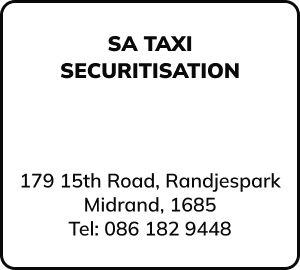 SA TAXI
SECURITISATION
179 15th Road, Randjespark
Midrand, 1685
Tel: 086 182 9448